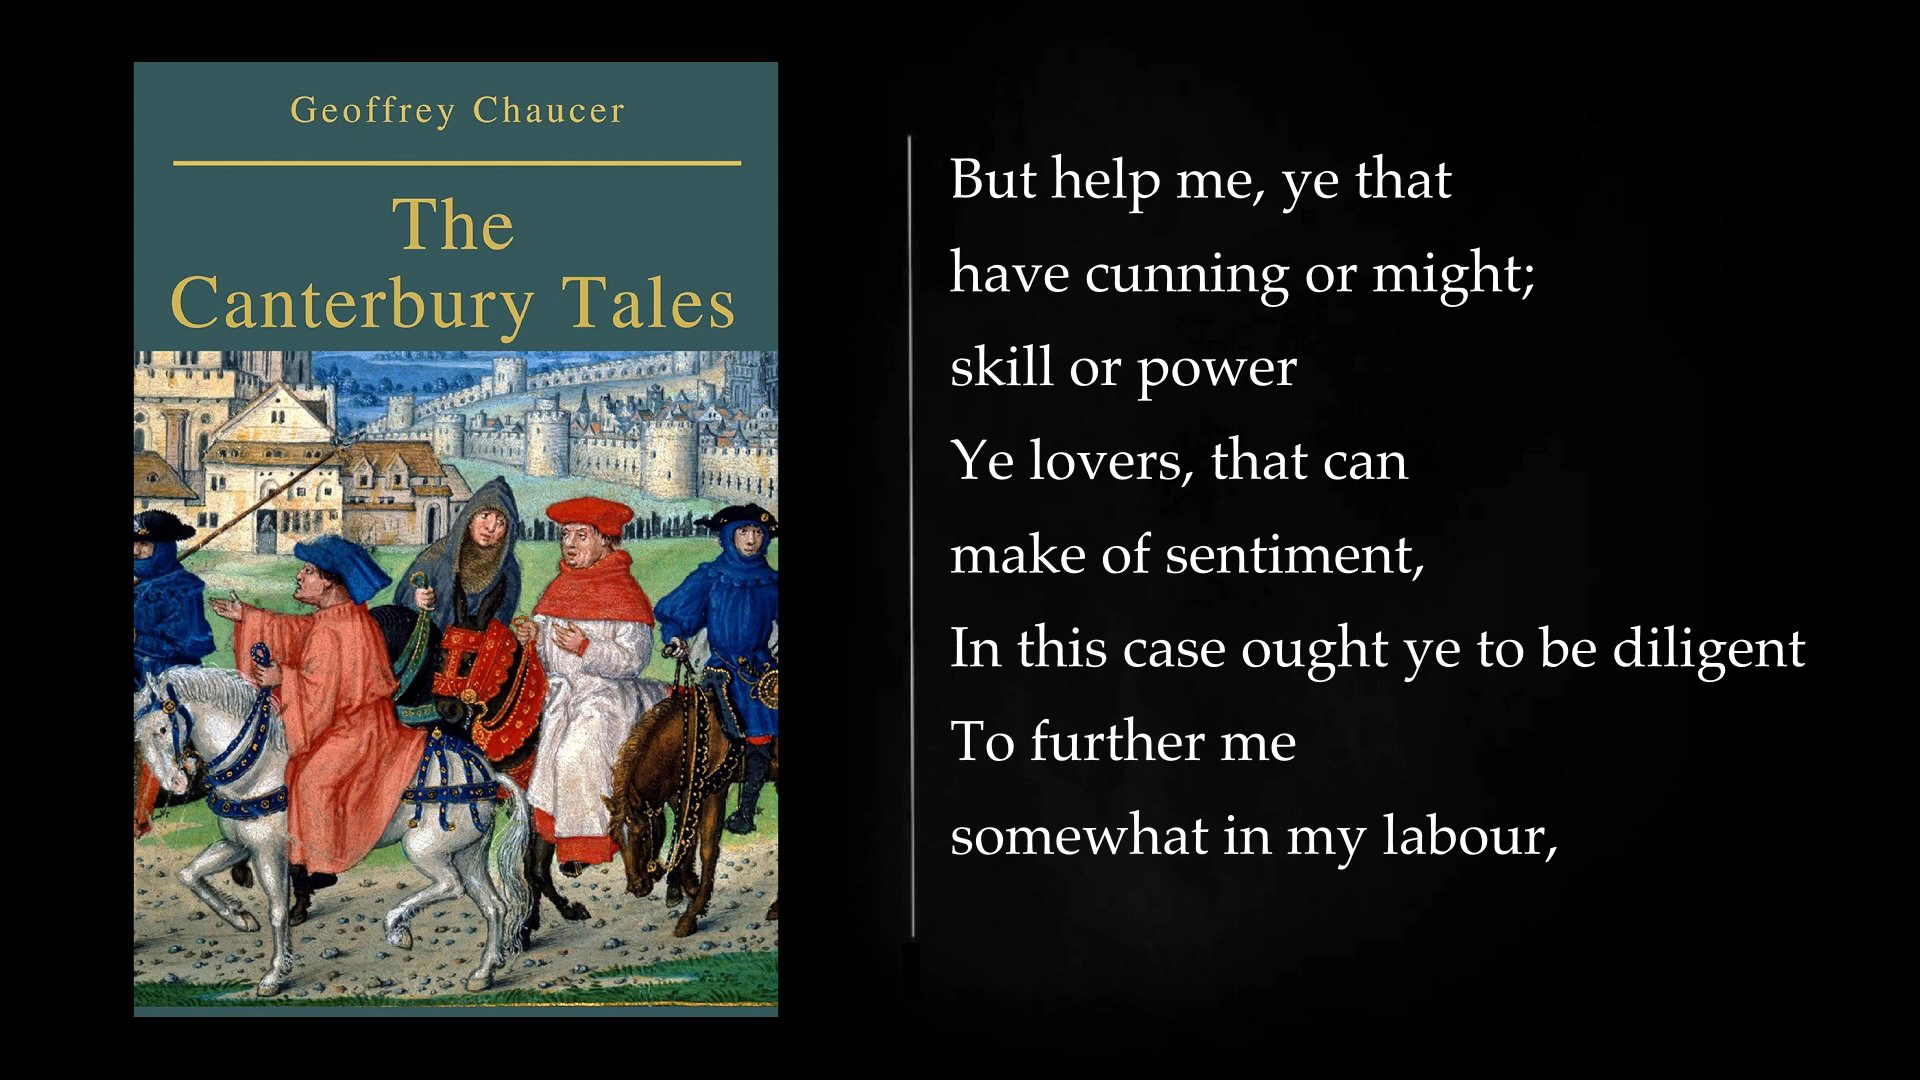 Geoffrey Chaucer
The
Canterbury Tales
But help me, ye that
have cunning or might;
skill or power
Ye lovers, that can
make of sentiment,
In this case ought ye to be diligent
To further me
somewhat in my labour,